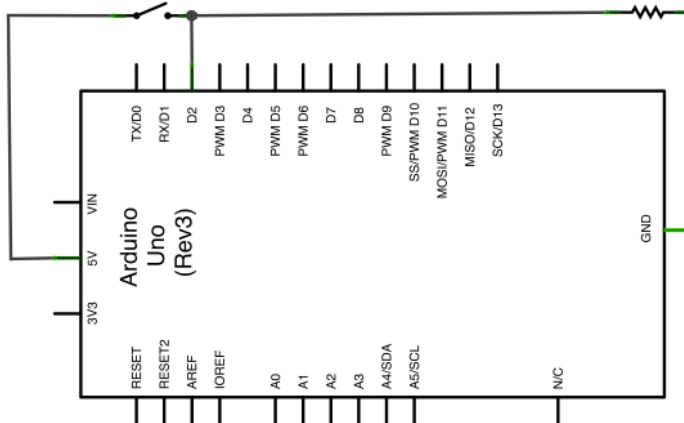 TX/D0
RX/D1
D2
PWM D3
D4
PWM D5
PWM D6
D7
D8
PWM D9
SS/PWM D10
MOSI/PWM D11
MISO/D12
SCK/D13
VIN
5V
3V3
Arduino
Uno
(Rev3)
GND
RESET
RESET2
AREF
IOREF
A0
A1
A2
A3
A4/SDA
A5/SCL
N/C